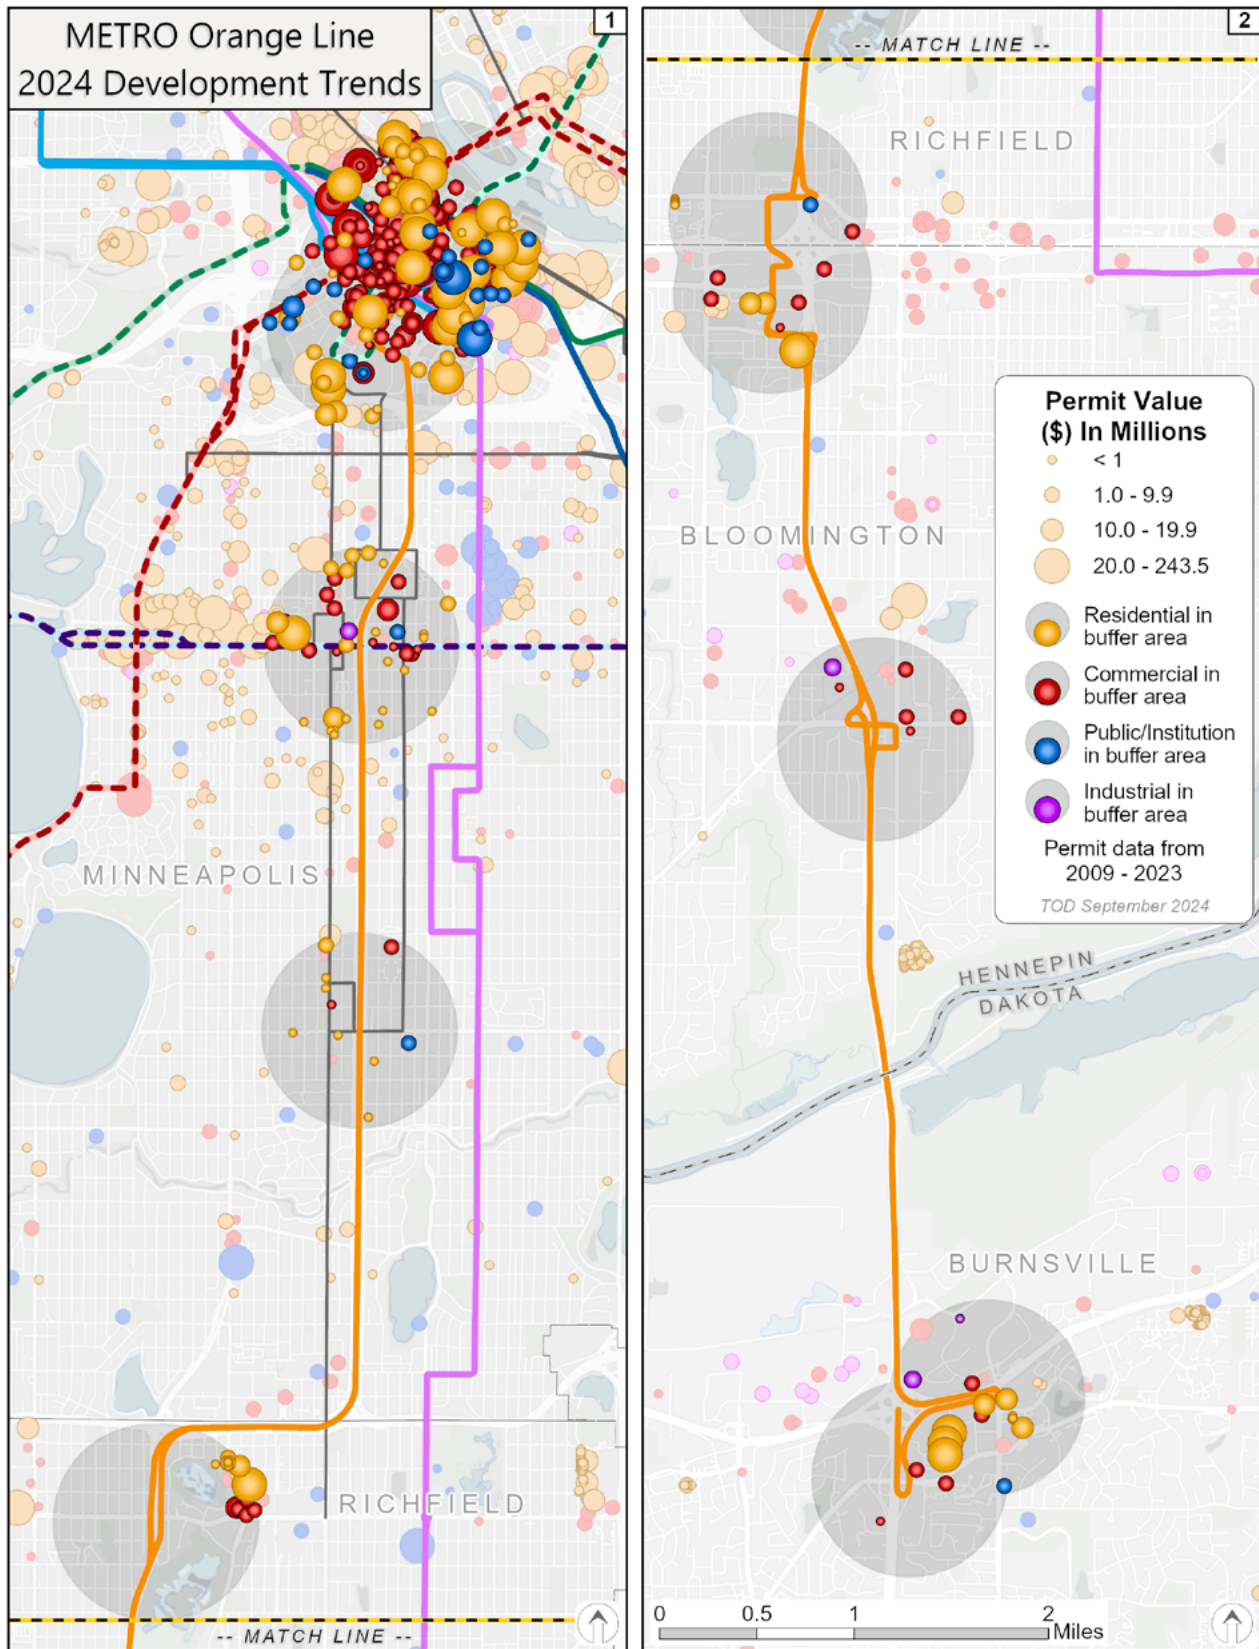 METRO Orange Line
2024 Development Trends
1
MINNEAPOLIS
RICHFIELD
-- MATCH LINE --
2
-- MATCH LINE --
RICHFIELD
BLOOMINGTON
Permit Value
($) In Millions
< 1
1.0 - 9.9
10.0 - 19.9
20.0 - 243.5
Residential in
buffer area
Commercial in
buffer area
Public/Institution
in buffer area
Industrial in
buffer area
Permit data from
2009 - 2023
TOD September 2024
HENNEPIN
DAKOTA
BURNSVILLE
0 0.5 1 2
Miles